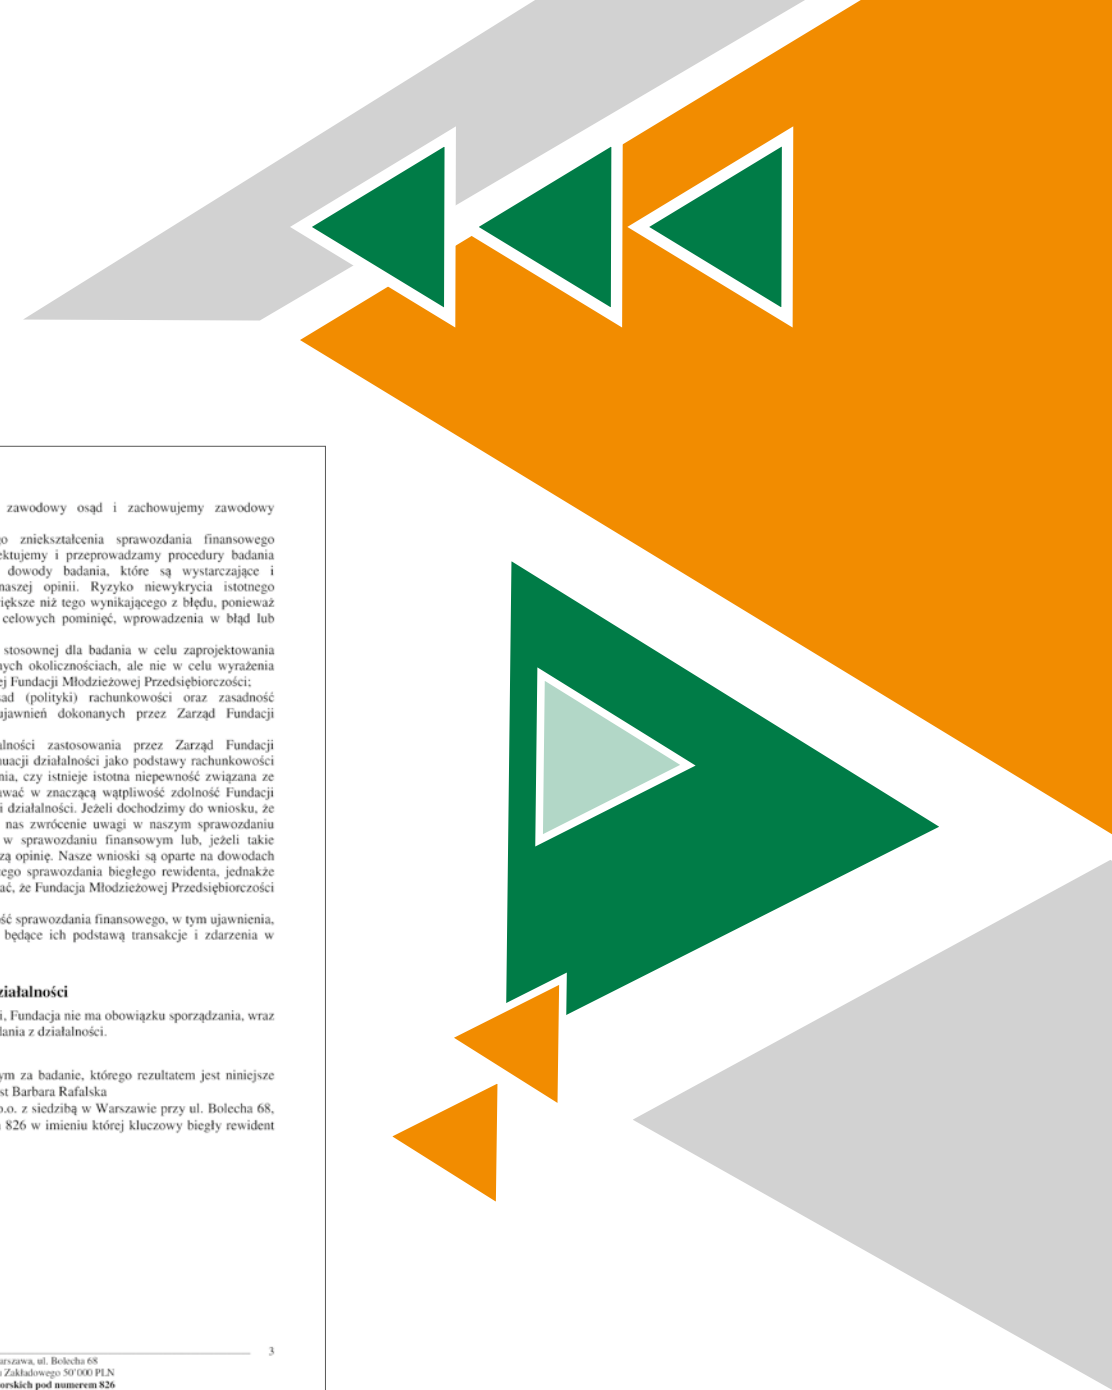 zawodowy osąd i zachowujemy zawodowy
zniekształcenia sprawozdania finansowego
ektujemy i przeprowadzamy procedury badania
dowody badania, które są wystarczające i
naszej opinii. Ryzyko niewykrycia istotnego
iększe niż tego wynikającego z błędu, ponieważ
celowych pominięć, wprowadzenia w błąd lub
stosownej dla badania w celu zaprojektowania
nych okolicznościach, ale nie w celu wyrażenia
ej Fundacji Młodzieżowej Przedsiębiorczości;
sad (polityki) rachunkowości oraz zasadność
ujawnień dokonanych przez Zarząd Fundacji
alności zastosowania przez Zarząd Fundacji
nuacji działalności jako podstawy rachunkowości
nia, czy istnieje istotna niepewność związana ze
awać w znaczącą wątpliwość zdolność Fundacji
i działalności. Jeżeli dochodzimy do wniosku, że
nas zwrócenie uwagi w naszym sprawozdaniu
w sprawozdaniu finansowym lub, jeżeli takie
zą opinię. Nasze wnioski są oparte na dowodach
ego sprawozdania biegłego rewidenta, jednakże
ać, że Fundacja Młodzieżowej Przedsiębiorczości
ść sprawozdania finansowego, w tym ujawnienia,
będące ich podstawą transakcje i zdarzenia w
ziałalności
i, Fundacja nie ma obowiązku sporządzania, wraz
dania z działalności.
ym za badanie, którego rezultatem jest niniejsze
st Barbara Rafalska
o.o. z siedzibą w Warszawie przy ul. Bolecha 68,
826 w imieniu której kluczowy biegły rewident
3
arszawa, ul. Bolecha 68
u Zakładowego 50'000 PLN
orskich pod numerem 826